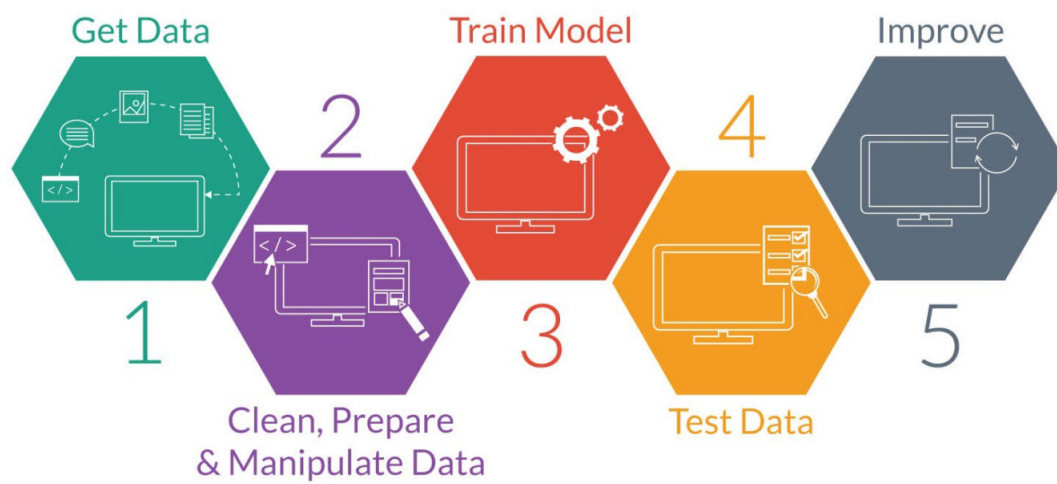 Get Data
1
2
Clean, Prepare
& Manipulate Data
Train Model
3
4
Test Data
Improve
5
</>
</>